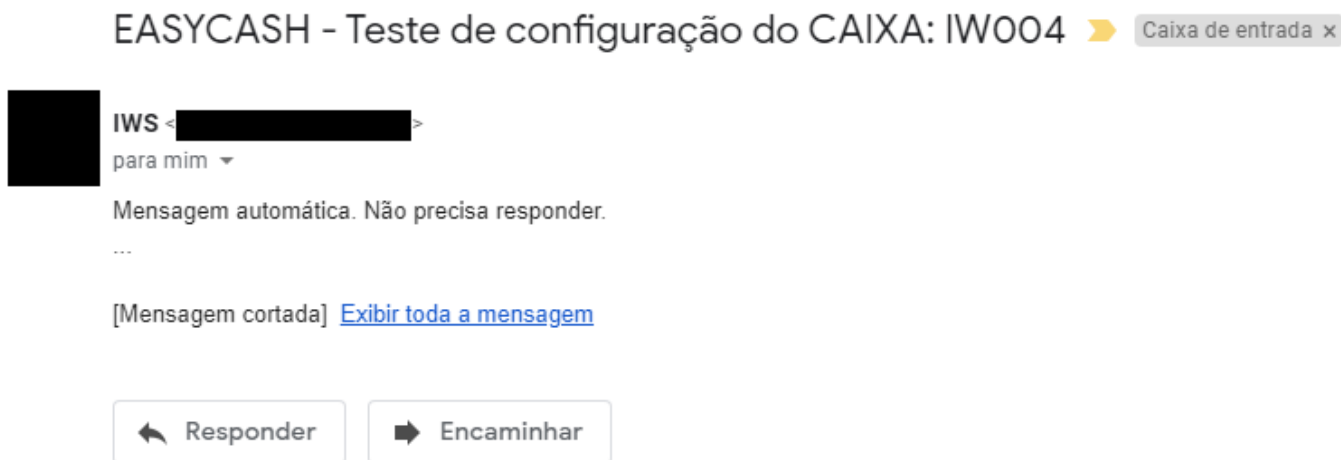 EASYCASH - Teste de configuração do CAIXA: IW004 Caixa de entrada x
IWS < >
para mim
Mensagem automática. Não precisa responder.
...
[Mensagem cortada] Exibir toda a mensagem
Responder Encaminhar